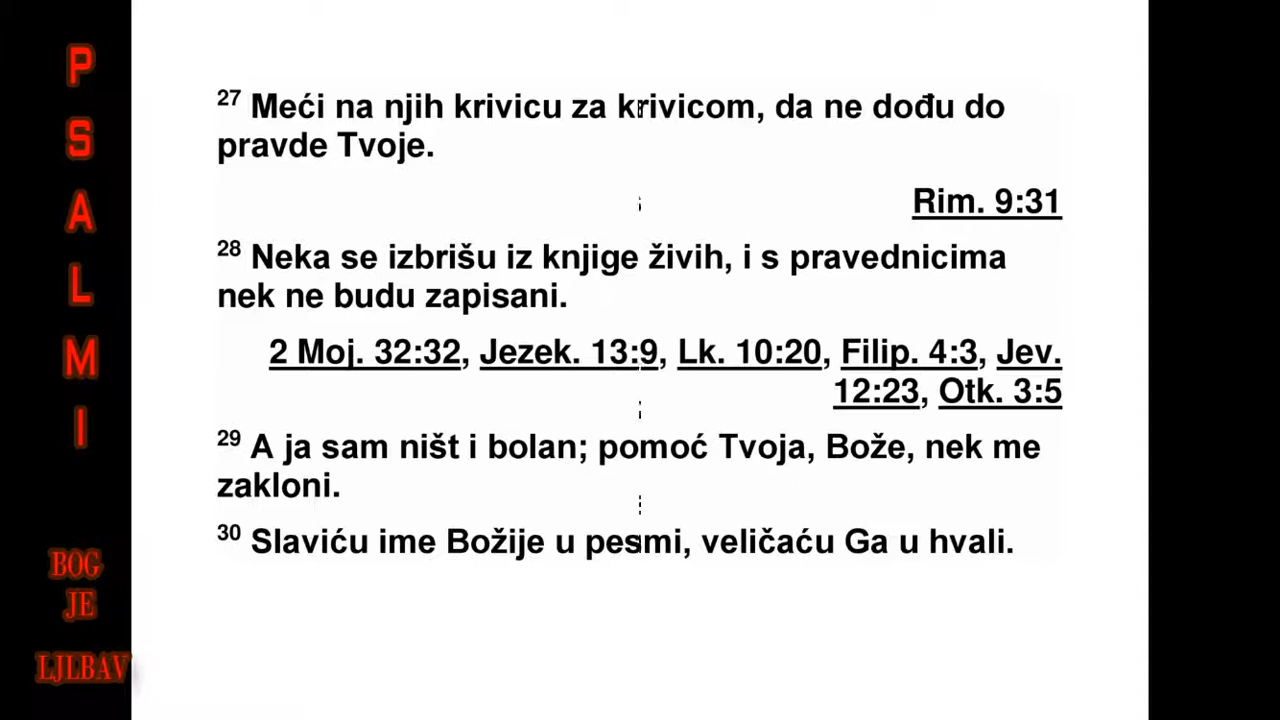 PSALMI
BOG
JE
LJLBAV
27 Meći na njih krivicu za krivicom, da ne dođu do
pravde Tvoje.
Rim. 9:31
28 Neka se izbrišu iz knjige živih, i s pravednicima
nek ne budu zapisani.
2 Moj. 32:32, Jezek. 13:9, Lk. 10:20, Filip. 4:3, Jev.
12:23, Otk. 3:5
29 A ja sam ništ i bolan; pomoć Tvoja, Bože, nek me
zakloni.
30 Slaviću ime Božije u pesmi, veličaću Ga u hvali.